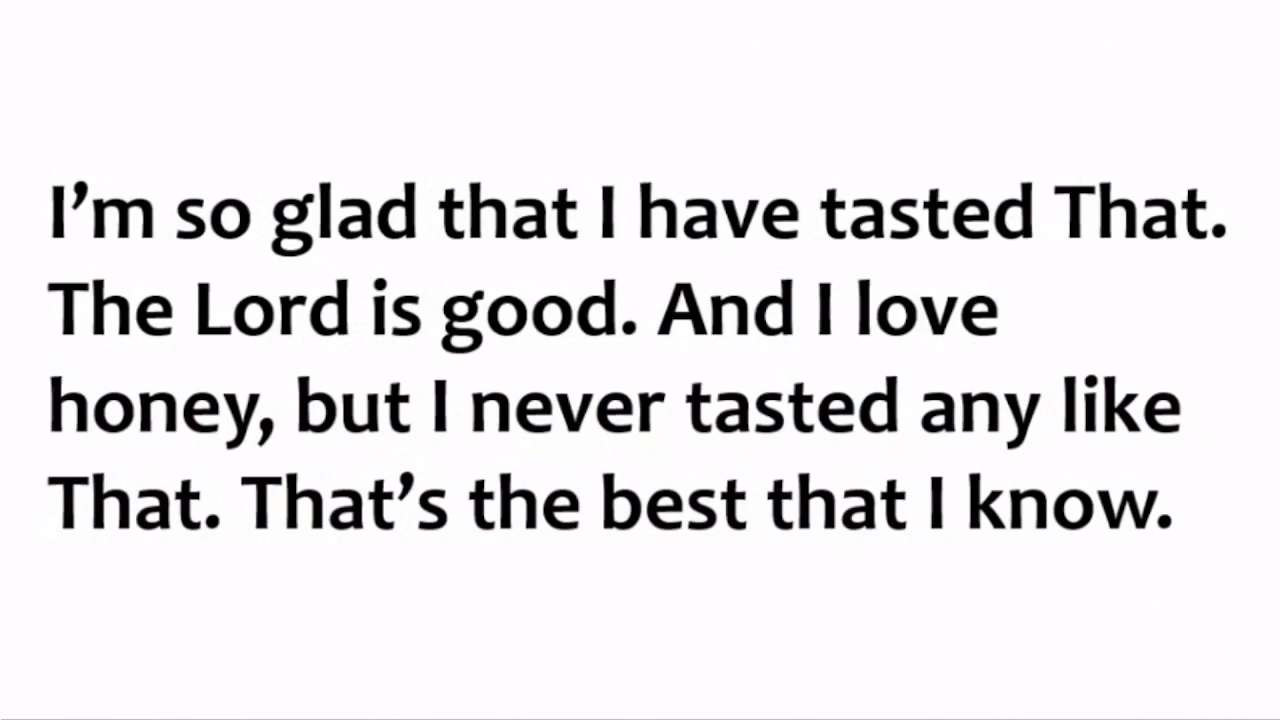 I’m so glad that I have tasted That.
The Lord is good. And I love
honey, but I never tasted any like
That. That’s the best that I know.